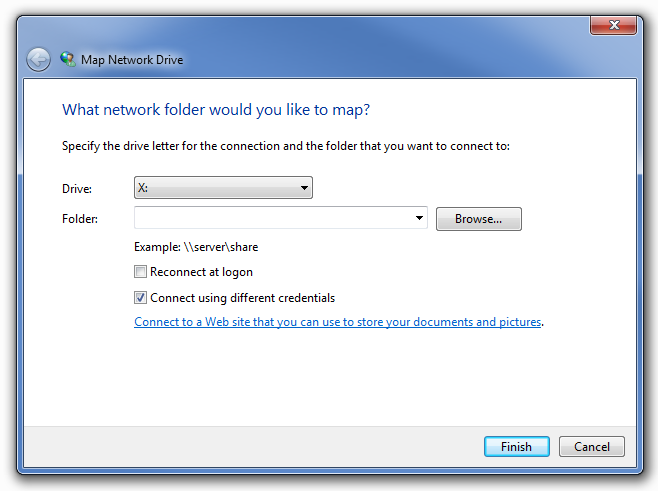 Map Network Drive
What network folder would you like to map?
Specify the drive letter for the connection and the folder that you want to connect to:
Drive: X:
Folder: Browse...
Example: \\server\share
Reconnect at logon
Connect using different credentials
Connect to a Web site that you can use to store your documents and pictures.
Finish Cancel